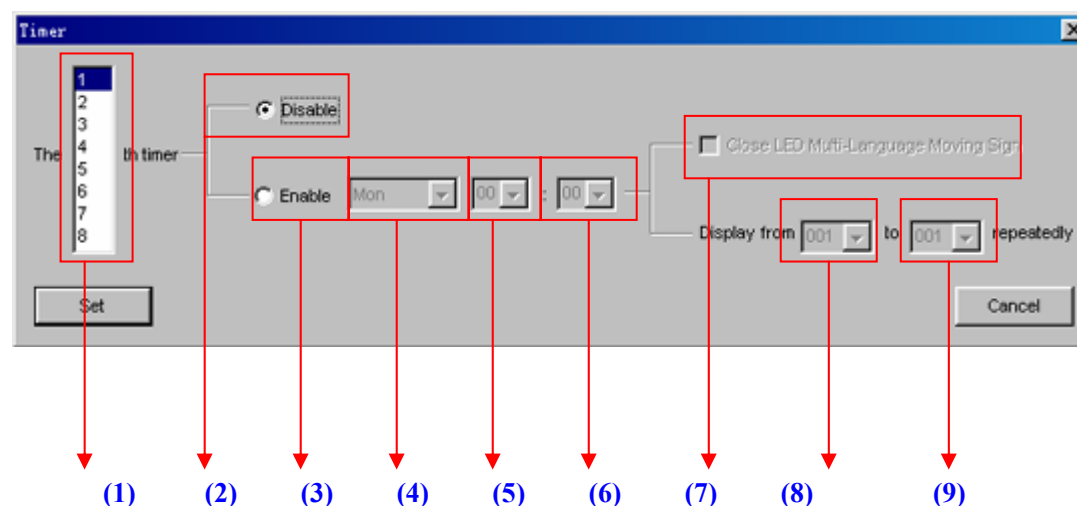 Timer
1
2
3
4
5
6
7
8
The th timer
Disable
Enable Mon 00 : 00
Close LED Multi-Language Moving Sign
Display from 001 to 001 repeatedly
Set Cancel
(1) (2) (3) (4) (5) (6) (7) (8) (9)